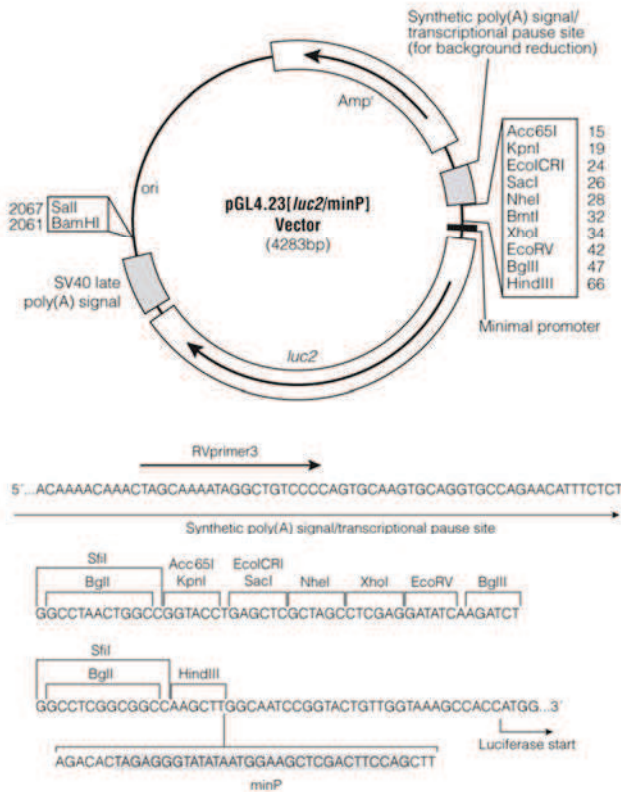 Synthetic poly(A) signal/
transcriptional pause site
(for background reduction)
Ampʳ
Acc65I 15
KpnI 19
EcoICRI 24
SacI 26
NheI 28
BmtI 32
XhoI 34
EcoRV 42
BglII 47
HindIII 66
ori
pGL4.23[luc2/minP]
Vector
(4283bp)
2067 SalI
2061 BamHI
SV40 late
poly(A) signal
Minimal promoter
luc2
RVprimer3
5´...ACAAAACAAACTAGCAAAATAGGCTGTCCCCAGTGCAAGTGCAGGTGCCAGAACATTTCTCT
Synthetic poly(A) signal/transcriptional pause site
SfiI Acc65I EcoICRI
BglI KpnI SacI NheI XhoI EcoRV BglII
GGCCTAACTGGCCGGTACCTGAGCTCGCTAGCCTCGAGGATATCAAGATCT
SfiI
BglI HindIII
GGCCTCGGCGGCCAAGCTTGGCAATCCGGTACTGTTGGTAAAGCCACCATGG...3´
Luciferase start
AGACACTAGAGGGTATATAATGGAAGCTCGACTTCCAGCTT
minP